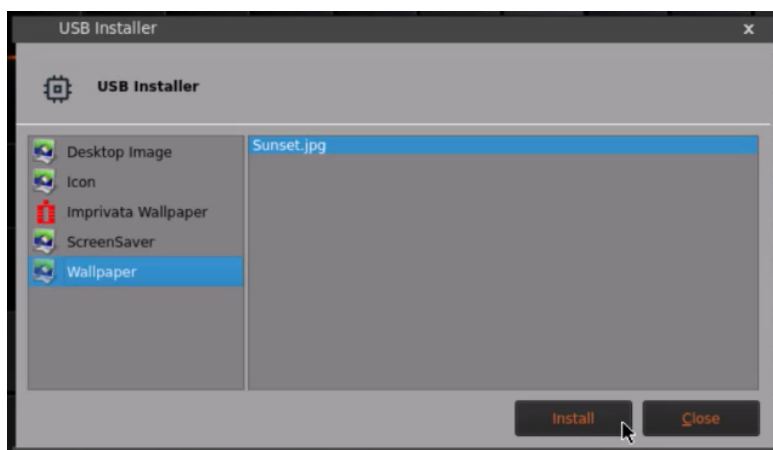 USB Installer
x
USB Installer
Desktop Image
Icon
Imprivata Wallpaper
ScreenSaver
Wallpaper
Sunset.jpg
Install
Close